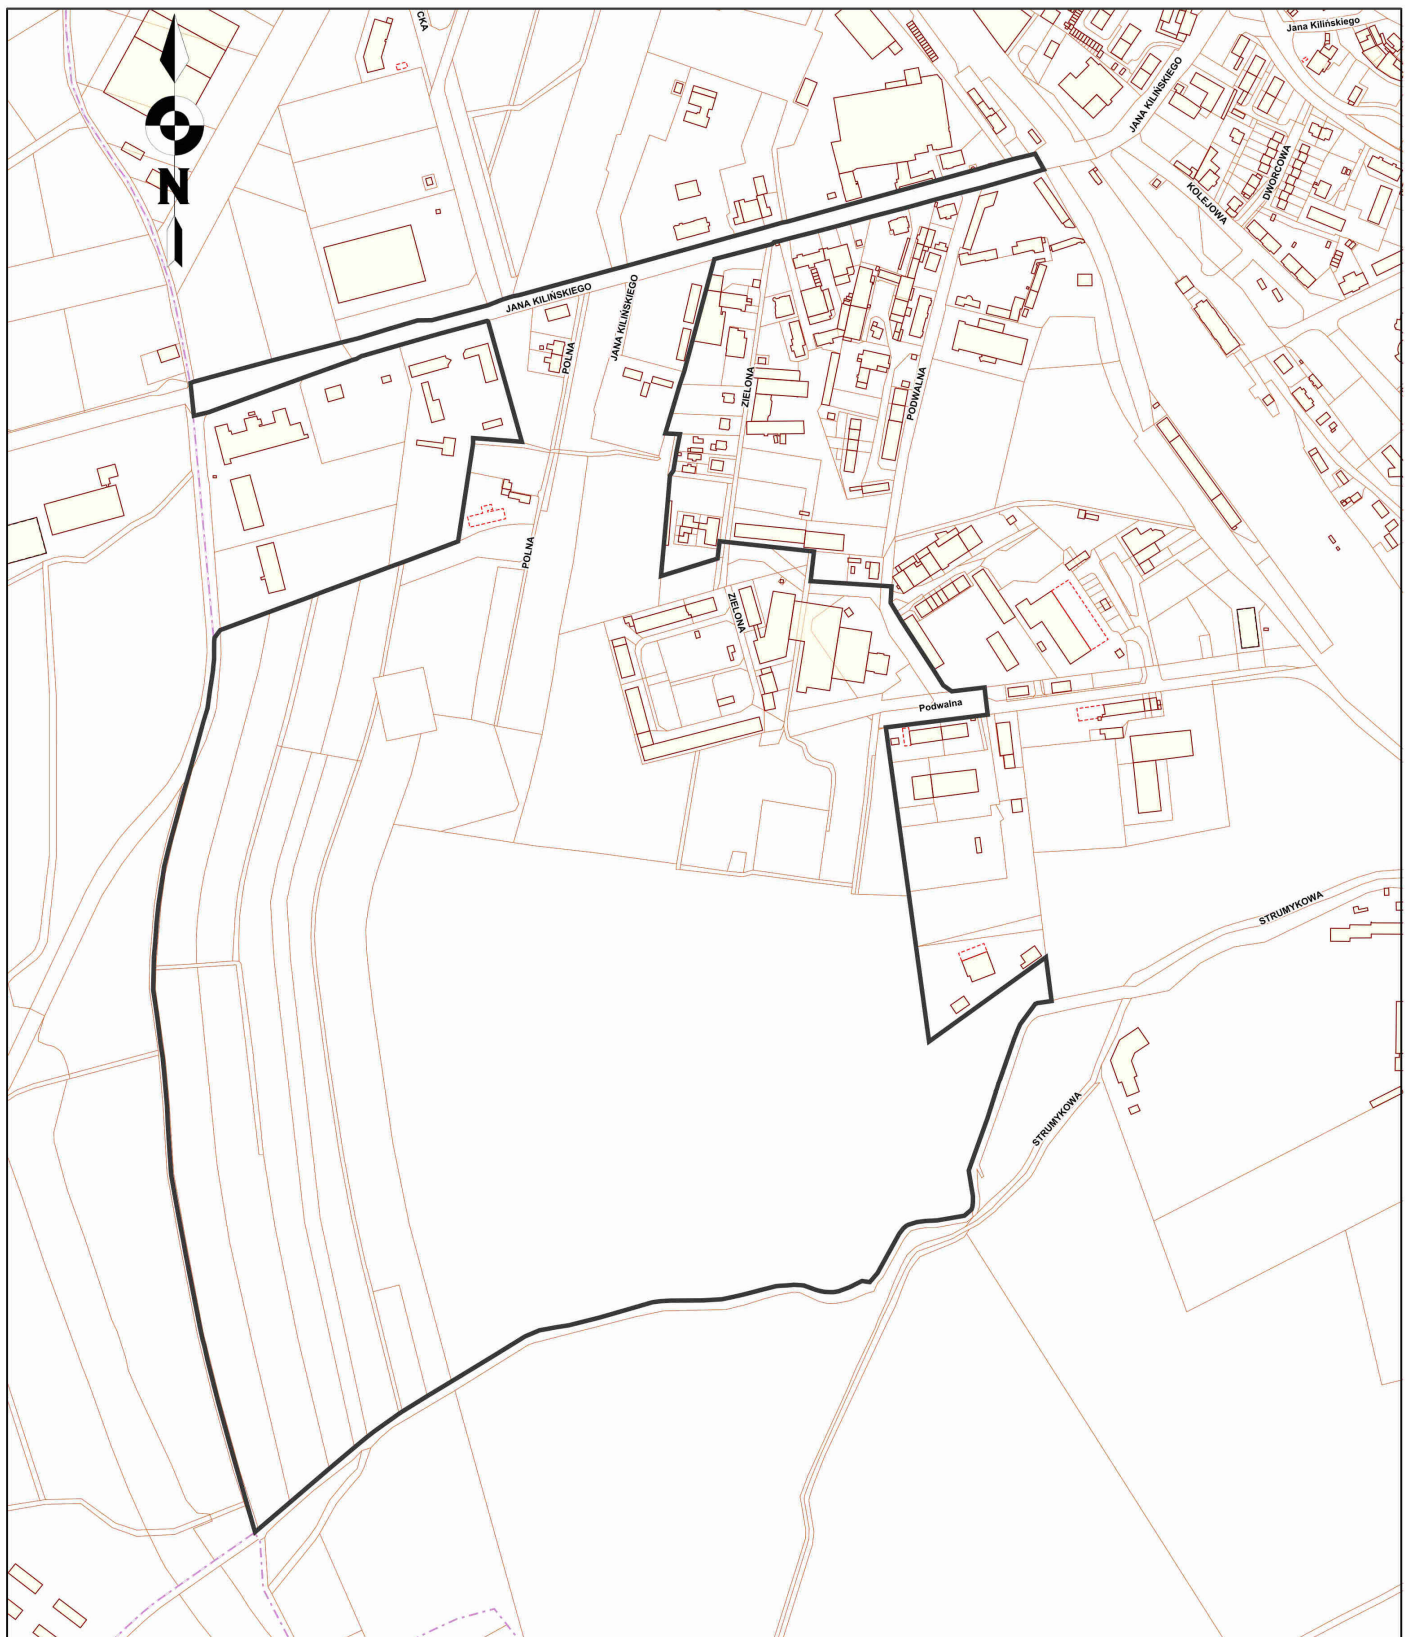 CKA
Jana Kilińskiego
JANA KILIŃSKIEGO
DWORCOWA
KOLEJOWA
N
JANA KILIŃSKIEGO
JANA KILIŃSKIEGO
POLNA
ZIELONA
PODWALNA
POLNA
ZIELONA
Podwalna
STRUMYKOWA
STRUMYKOWA